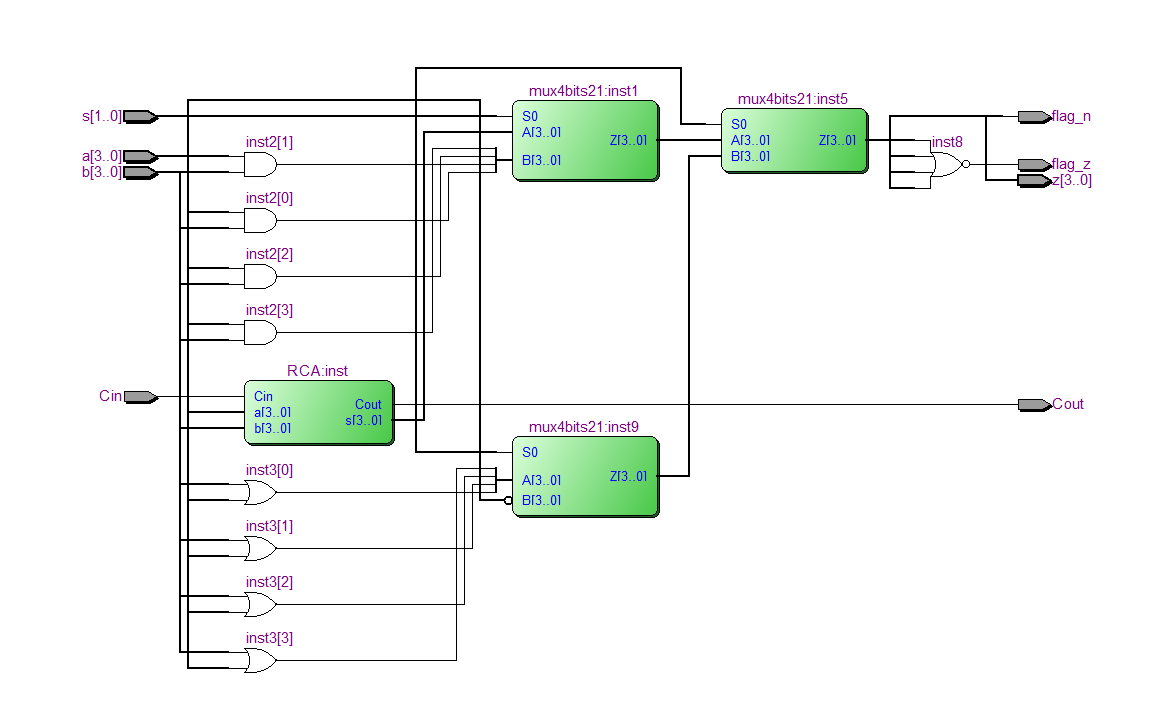 mux4bits21:inst1
mux4bits21:inst5
s[1..0]
S0
A[3..0]
B[3..0]
Z[3..0]
S0
A[3..0]
B[3..0]
Z[3..0]
flag_n
inst8
flag_z
z[3..0]
a[3..0]
b[3..0]
inst2[1]
inst2[0]
inst2[2]
inst2[3]
RCA:inst
Cin
Cin
a[3..0]
b[3..0]
Cout
s[3..0]
Cout
mux4bits21:inst9
S0
A[3..0]
B[3..0]
Z[3..0]
inst3[0]
inst3[1]
inst3[2]
inst3[3]